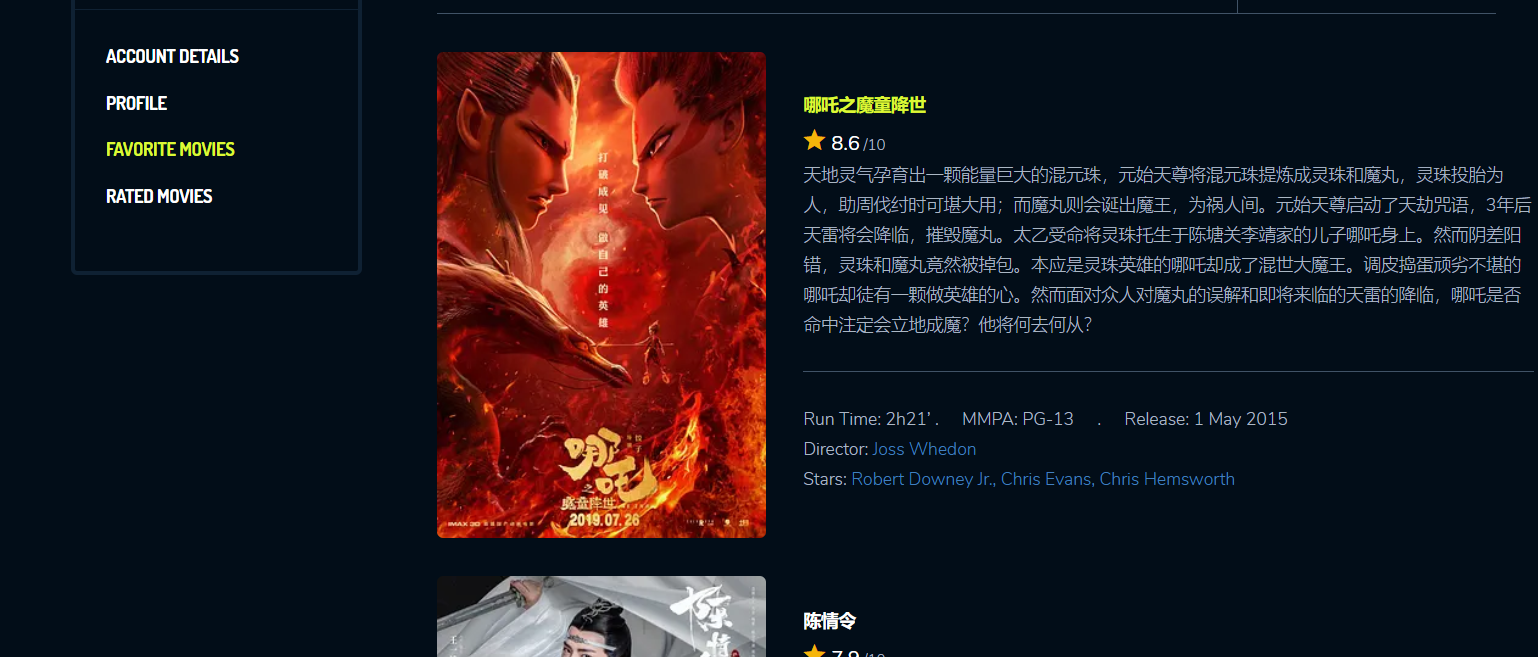 ACCOUNT DETAILS
PROFILE
FAVORITE MOVIES
RATED MOVIES
打破成见 做自己的英雄
哪吒
之
魔童降世
IMAX 3D
2019.07.26
哪吒之魔童降世
8.6 /10
天地灵气孕育出一颗能量巨大的混元珠，元始天尊将混元珠提炼成灵珠和魔丸，灵珠投胎为
人，助周伐纣时可堪大用；而魔丸则会诞出魔王，为祸人间。元始天尊启动了天劫咒语，3年后
天雷将会降临，摧毁魔丸。太乙受命将灵珠托生于陈塘关李靖家的儿子哪吒身上。然而阴差阳
错，灵珠和魔丸竟然被掉包。本应是灵珠英雄的哪吒却成了混世大魔王。调皮捣蛋顽劣不堪的
哪吒却徒有一颗做英雄的心。然而面对众人对魔丸的误解和即将来临的天雷的降临，哪吒是否
命中注定会立地成魔？他将何去何从？
Run Time: 2h21’ . MMPA: PG-13 . Release: 1 May 2015
Director: Joss Whedon
Stars: Robert Downey Jr., Chris Evans, Chris Hemsworth
陈情
王
陈情令
7.9 /10